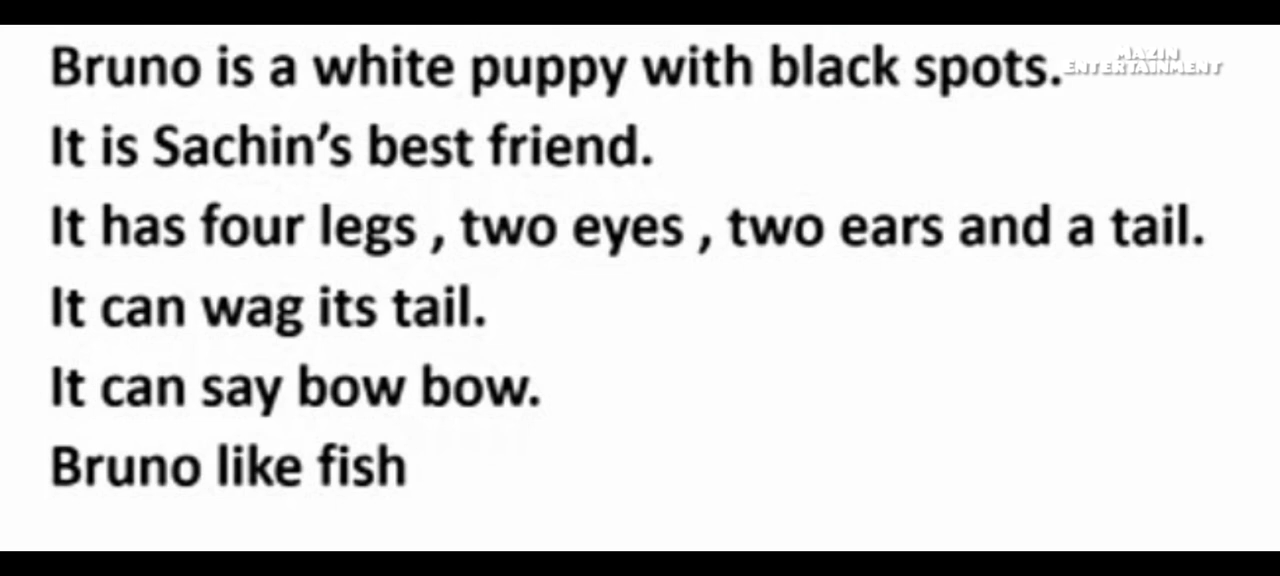 Bruno is a white puppy with black spots.
MAZIN
ENTERTAINMENT
It is Sachin's best friend.
It has four legs , two eyes , two ears and a tail.
It can wag its tail.
It can say bow bow.
Bruno like fish